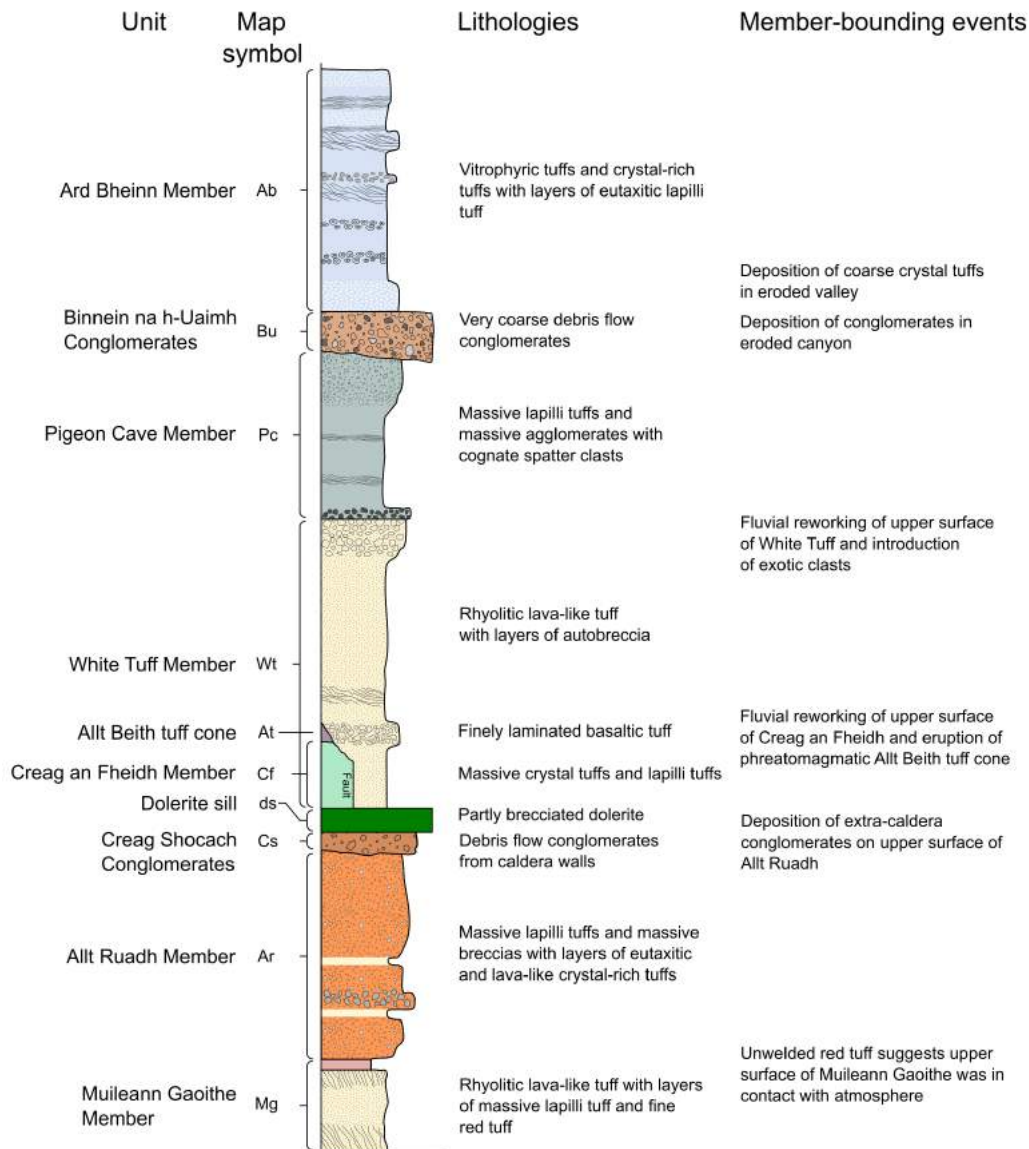 Unit
Map
symbol
Lithologies
Member-bounding events
Ard Bheinn Member
Ab
Vitrophyric tuffs and crystal-rich
tuffs with layers of eutaxitic lapilli
tuff
Deposition of coarse crystal tuffs
in eroded valley
Binnein na h-Uaimh
Conglomerates
Bu
Very coarse debris flow
conglomerates
Deposition of conglomerates in
eroded canyon
Pigeon Cave Member
Pc
Massive lapilli tuffs and
massive agglomerates with
cognate spatter clasts
Fluvial reworking of upper surface
of White Tuff and introduction
of exotic clasts
White Tuff Member
Wt
Rhyolitic lava-like tuff
with layers of autobreccia
Allt Beith tuff cone
At
Finely laminated basaltic tuff
Fluvial reworking of upper surface
of Creag an Fheidh and eruption of
phreatomagmatic Allt Beith tuff cone
Creag an Fheidh Member
Cf
Fault
Massive crystal tuffs and lapilli tuffs
Dolerite sill
ds
Partly brecciated dolerite
Creag Shocach
Conglomerates
Cs
Debris flow conglomerates
from caldera walls
Deposition of extra-caldera
conglomerates on upper surface of
Allt Ruadh
Allt Ruadh Member
Ar
Massive lapilli tuffs and massive
breccias with layers of eutaxitic
and lava-like crystal-rich tuffs
Unwelded red tuff suggests upper
surface of Muileann Gaoithe was in
contact with atmosphere
Muileann Gaoithe
Member
Mg
Rhyolitic lava-like tuff with layers
of massive lapilli tuff and fine
red tuff